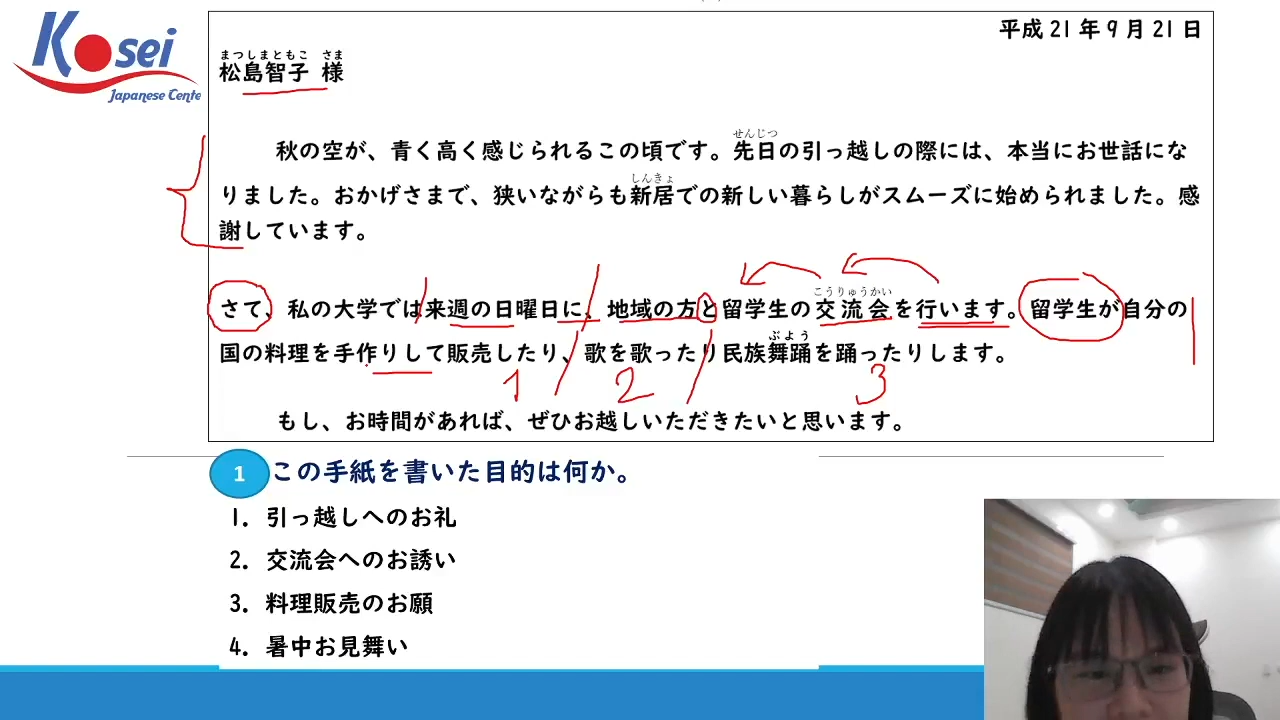 Kosei
Japanese Cente
平成21年9月21日
まつしまともこ さま
松島智子 様
せんじつ
秋の空が、青く高く感じられるこの頃です。先日の引っ越しの際には、本当にお世話にな
しんきょ
りました。おかげさまで、狭いながらも新居での新しい暮らしがスムーズに始められました。感
謝しています。
こうりゅうかい
さて、私の大学では来週の日曜日に、地域の方と留学生の交流会を行います。留学生が自分の
ぶよう
国の料理を手作りして販売したり、歌を歌ったり民族舞踊を踊ったりします。
1 2 3
もし、お時間があれば、ぜひお越しいただきたいと思います。
1 この手紙を書いた目的は何か。
1. 引っ越しへのお礼
2. 交流会へのお誘い
3. 料理販売のお願
4. 暑中お見舞い